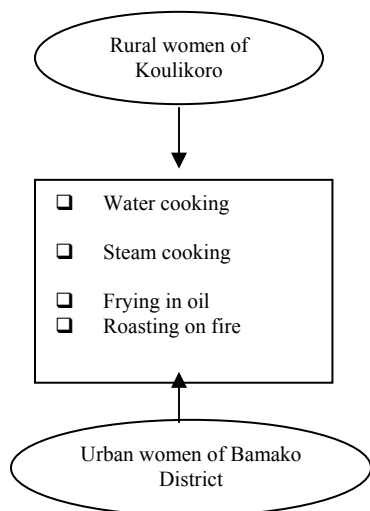 Rural women of
Koulikoro
❑ Water cooking
❑ Steam cooking
❑ Frying in oil
❑ Roasting on fire
Urban women of Bamako
District